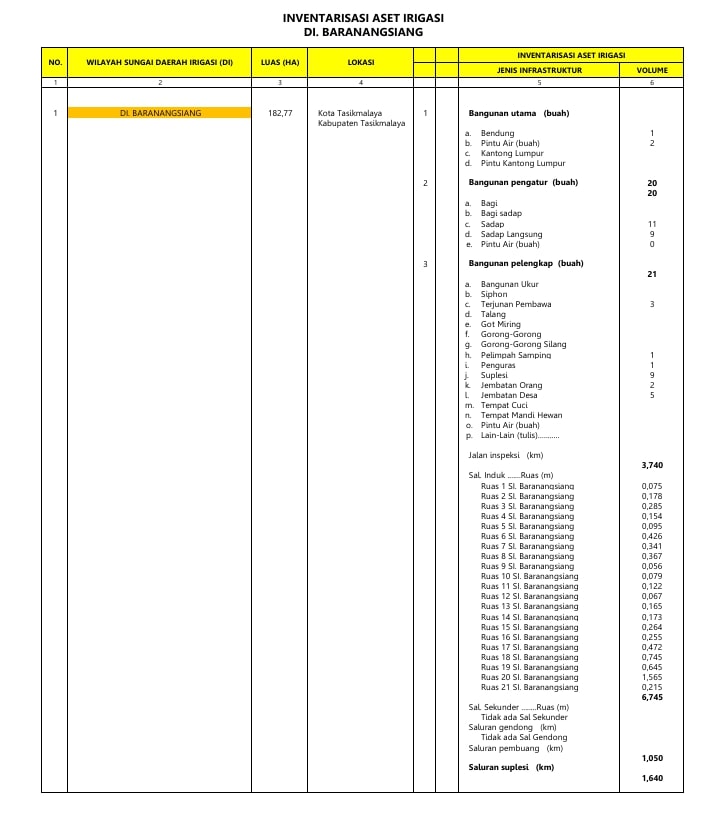 INVENTARISASI ASET IRIGASI
DI. BARANANGSIANG
NO. WILAYAH SUNGAI DAERAH IRIGASI (DI) LUAS (HA) LOKASI INVENTARISASI ASET IRIGASI
JENIS INFRASTRUKTUR VOLUME
1 2 3 4 5 6
1 DI. BARANANGSIANG 182,77 Kota Tasikmalaya 1 Bangunan utama (buah)
Kabupaten Tasikmalaya
a. Bendung 1
b. Pintu Air (buah) 2
c. Kantong Lumpur
d. Pintu Kantong Lumpur
2 Bangunan pengatur (buah) 20
20
a. Bagi
b. Bagi sadap
c. Sadap 11
d. Sadap Langsung 9
e. Pintu Air (buah) 0
3 Bangunan pelengkap (buah)
21
a. Bangunan Ukur
b. Siphon
c. Terjunan Pembawa 3
d. Talang
e. Got Miring
f. Gorong-Gorong
g. Gorong-Gorong Silang
h. Pelimpah Samping 1
i. Penguras 1
j. Suplesi 9
k. Jembatan Orang 2
l. Jembatan Desa 5
m. Tempat Cuci
n. Tempat Mandi Hewan
o. Pintu Air (buah)
p. Lain-Lain (tulis)..........
Jalan inspeksi (km)
3,740
Sal. Induk ......Ruas (m)
Ruas 1 Sl. Baranangsiang 0,075
Ruas 2 Sl. Baranangsiang 0,178
Ruas 3 Sl. Baranangsiang 0,285
Ruas 4 Sl. Baranangsiang 0,154
Ruas 5 Sl. Baranangsiang 0,095
Ruas 6 Sl. Baranangsiang 0,426
Ruas 7 Sl. Baranangsiang 0,341
Ruas 8 Sl. Baranangsiang 0,367
Ruas 9 Sl. Baranangsiang 0,056
Ruas 10 Sl. Baranangsiang 0,079
Ruas 11 Sl. Baranangsiang 0,122
Ruas 12 Sl. Baranangsiang 0,067
Ruas 13 Sl. Baranangsiang 0,165
Ruas 14 Sl. Baranangsiang 0,173
Ruas 15 Sl. Baranangsiang 0,264
Ruas 16 Sl. Baranangsiang 0,255
Ruas 17 Sl. Baranangsiang 0,472
Ruas 18 Sl. Baranangsiang 0,745
Ruas 19 Sl. Baranangsiang 0,645
Ruas 20 Sl. Baranangsiang 1,565
Ruas 21 Sl. Baranangsiang 0,215
6,745
Sal. Sekunder .......Ruas (m)
Tidak ada Sal Sekunder
Saluran gendong (km)
Tidak ada Sal Gendong
Saluran pembuang (km)
1,050
Saluran suplesi (km)
1,640